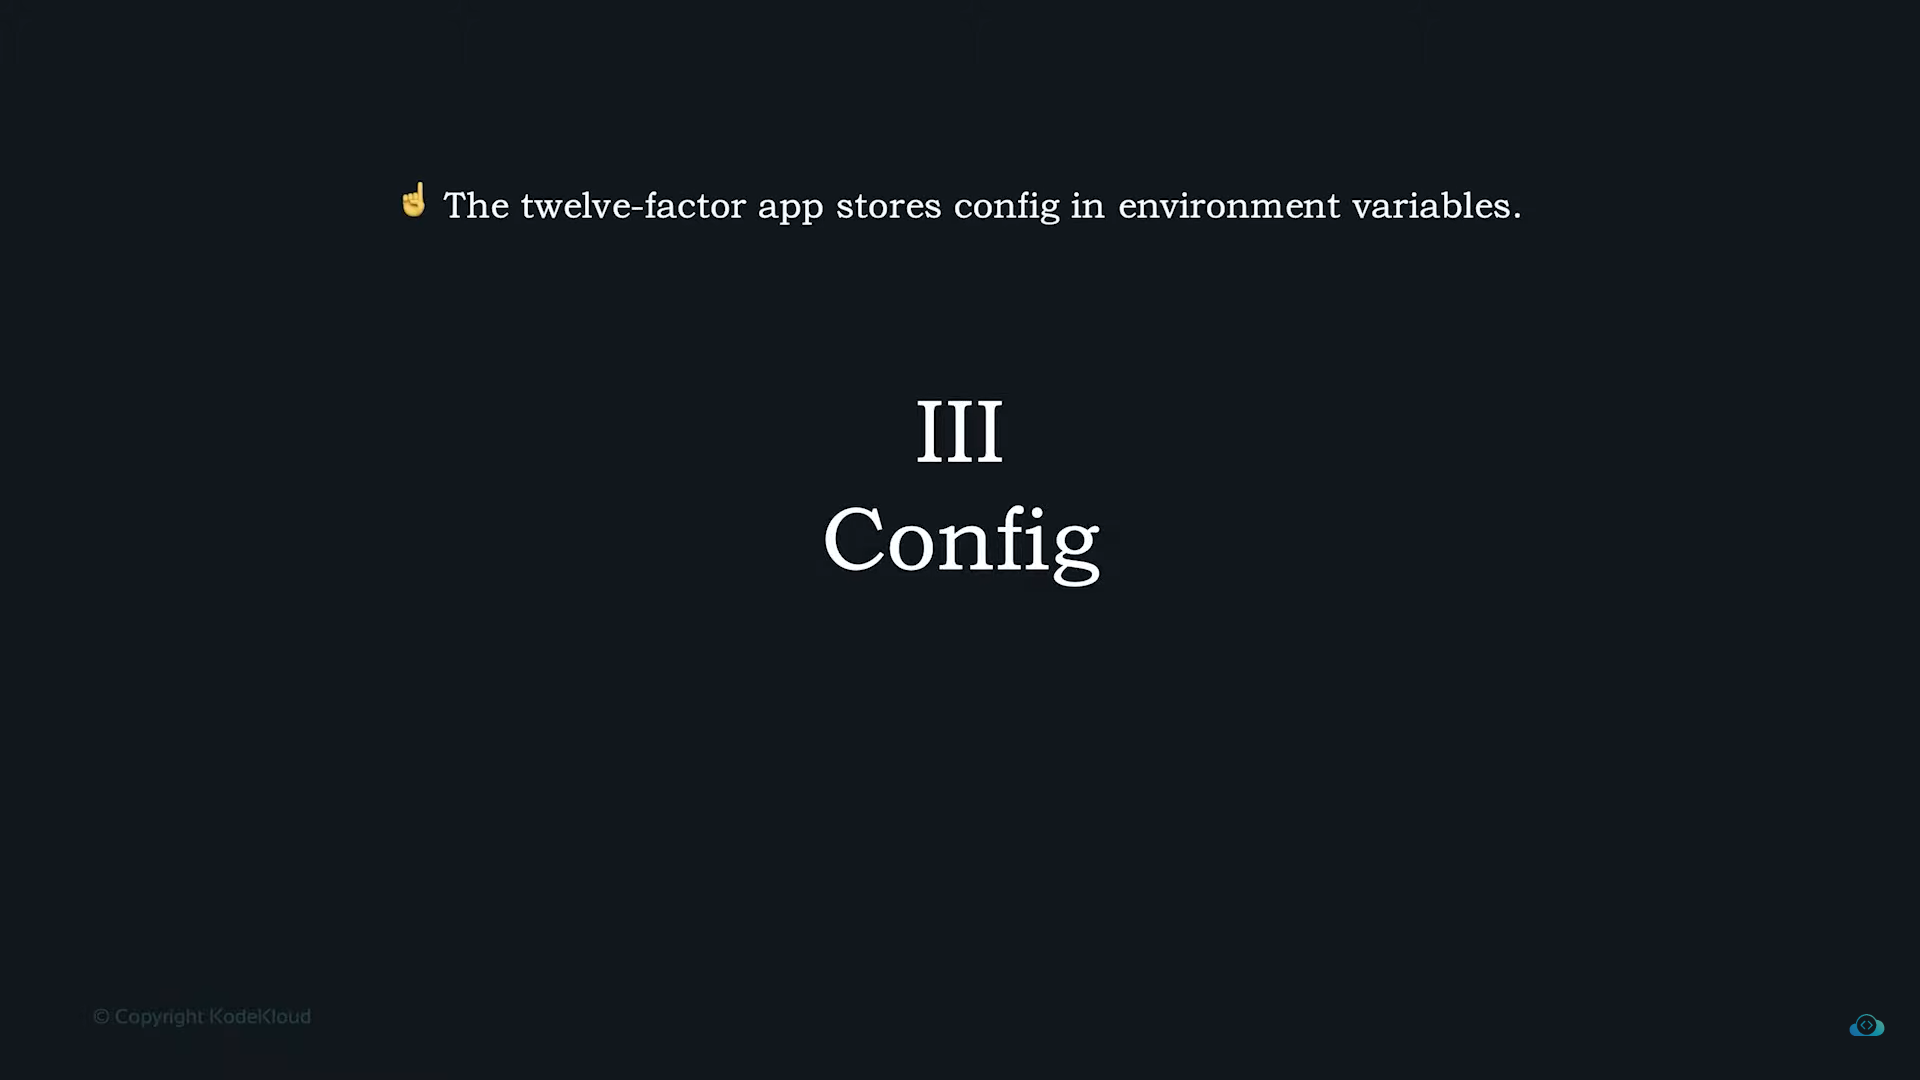 ☝ The twelve-factor app stores config in environment variables.
III
Config
© Copyright KodeKloud